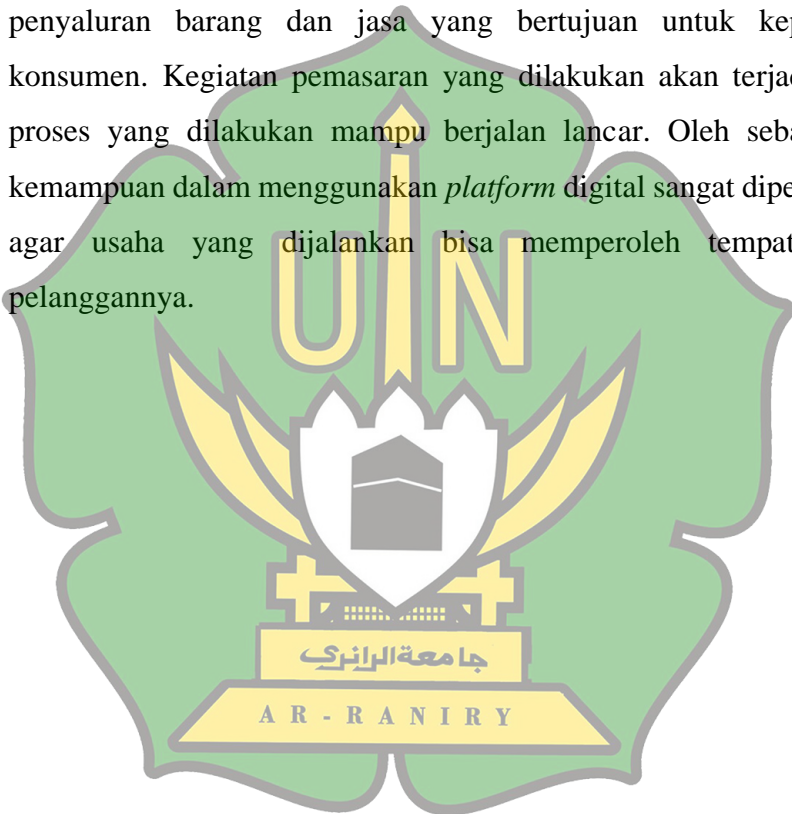 penyaluran barang dan jasa yang bertujuan untuk kep
konsumen. Kegiatan pemasaran yang dilakukan akan terjad
proses yang dilakukan mampu berjalan lancar. Oleh seba
kemampuan dalam menggunakan platform digital sangat dipe
agar usaha yang dijalankan bisa memperoleh tempat
pelanggannya.
UIN
جامعةالرانري
AR-RANIRY